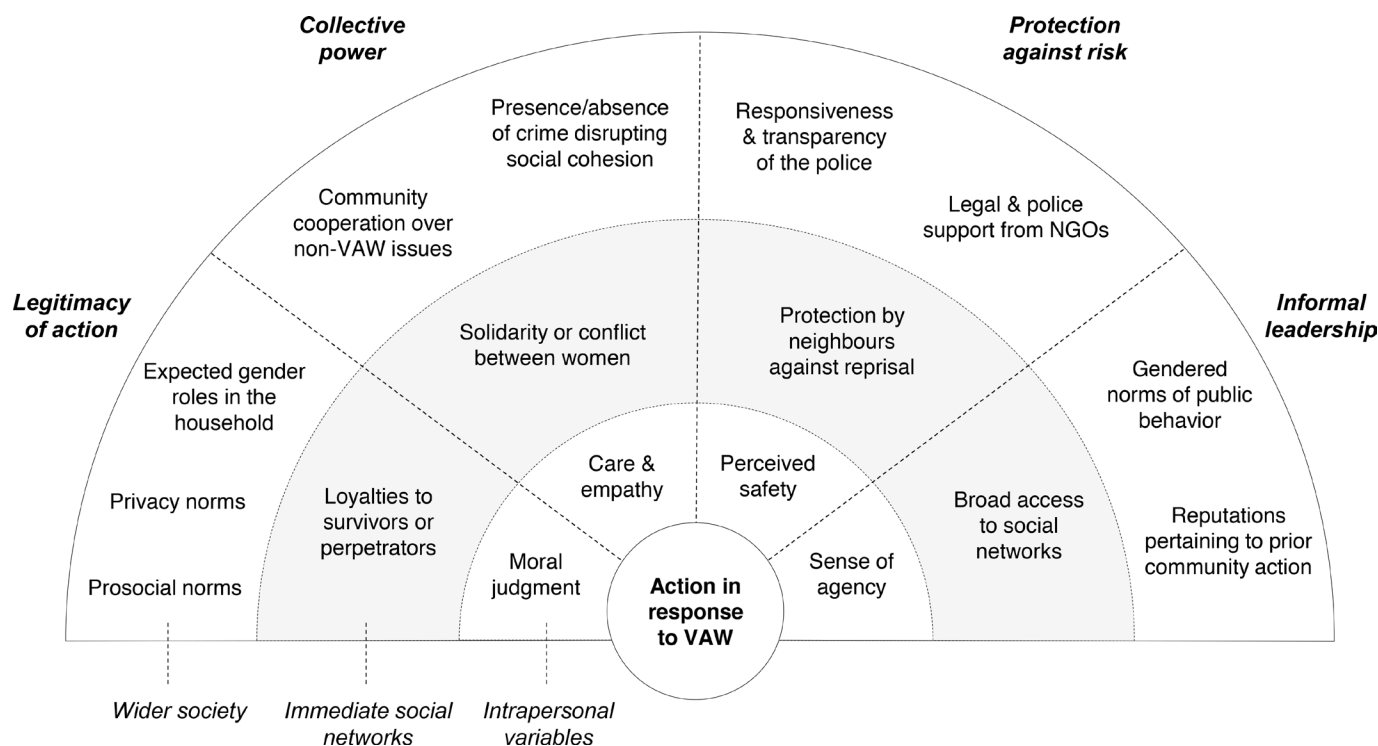 Collective
power
Protection
against risk
Legitimacy
of action
Informal
leadership
Presence/absence
of crime disrupting
social cohesion
Responsiveness
& transparency
of the police
Community
cooperation over
non-VAW issues
Legal & police
support from NGOs
Expected gender
roles in the
household
Privacy norms
Prosocial norms
Gendered
norms of public
behavior
Reputations
pertaining to prior
community action
Solidarity or conflict
between women
Protection by
neighbours
against reprisal
Loyalties to
survivors or
perpetrators
Broad access
to social
networks
Care &
empathy
Perceived
safety
Moral
judgment
Sense of
agency
Action in
response
to VAW
Wider society
Immediate social
networks
Intrapersonal
variables